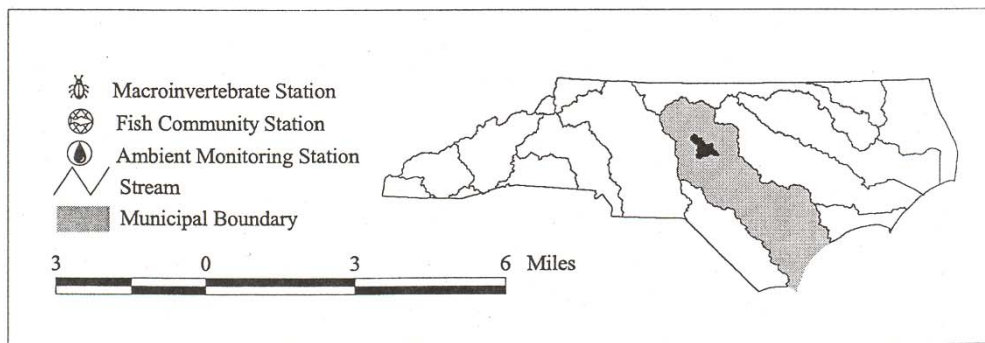 Macroinvertebrate Station
Fish Community Station
Ambient Monitoring Station
Stream
Municipal Boundary
3 0 3 6 Miles